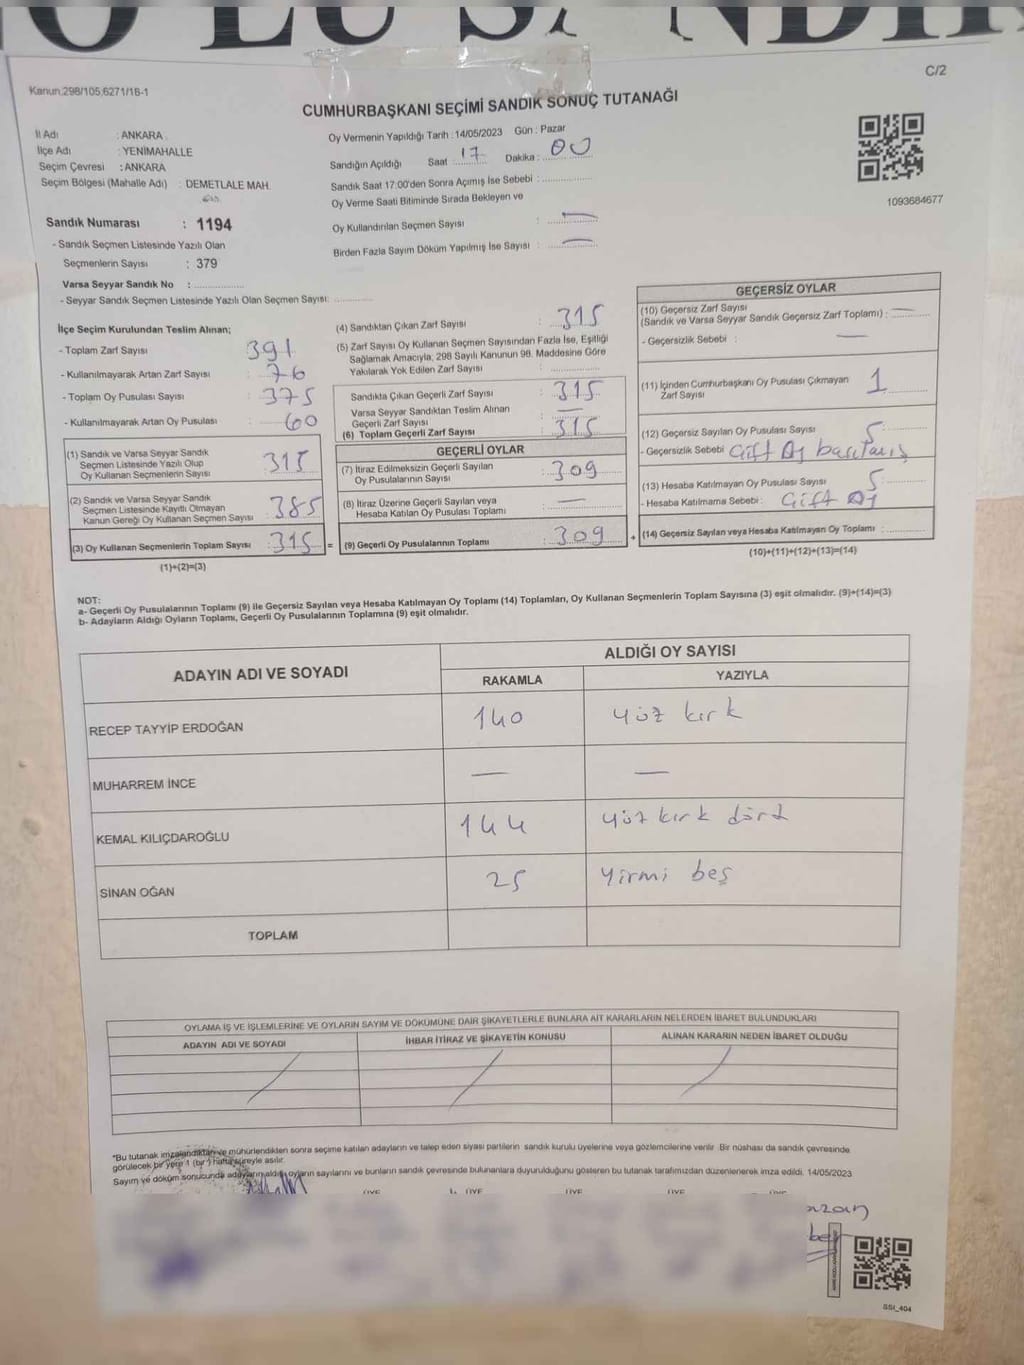 C/2
Kanun.298/105,6271/16-1
CUMHURBAŞKANI SEÇİMİ SANDIK SONUÇ TUTANAĞI
İl Adı : ANKARA
İlçe Adı : YENİMAHALLE
Seçim Çevresi : ANKARA
Seçim Bölgesi (Mahalle Adı) : DEMETLALE MAH.
Sandık Numarası : 1194
- Sandık Seçmen Listesinde Yazılı Olan
Seçmenlerin Sayısı : 379
Varsa Seyyar Sandık No :
- Seyyar Sandık Seçmen Listesinde Yazılı Olan Seçmen Sayısı:
Oy Vermenin Yapıldığı Tarih : 14/05/2023 Gün : Pazar
Sandığın Açıldığı Saat : 17 Dakika : 00
Sandık Saat 17:00'den Sonra Açımış İse Sebebi :
Oy Verme Saati Bitiminde Sırada Bekleyen ve
Oy Kullandırılan Seçmen Sayısı : —
Birden Fazla Sayım Döküm Yapılmış İse Sayısı : —
1093684677
İlçe Seçim Kurulundan Teslim Alınan;
- Toplam Zarf Sayısı : 391
- Kullanılmayarak Artan Zarf Sayısı : 76
- Toplam Oy Pusulası Sayısı : 375
- Kullanılmayarak Artan Oy Pusulası : 60
(1) Sandık ve Varsa Seyyar Sandık
Seçmen Listesinde Yazılı Olup
Oy Kullanan Seçmenlerin Sayısı : 315
(2) Sandık ve Varsa Seyyar Sandık
Seçmen Listesinde Kayıtlı Olmayan
Kanun Gereği Oy Kullanan Seçmen Sayısı : 385
(3) Oy Kullanan Seçmenlerin Toplam Sayısı : 315 =
(1)+(2)=(3)
(4) Sandıktan Çıkan Zarf Sayısı : 315
(5) Zarf Sayısı Oy Kullanan Seçmen Sayısından Fazla İse, Eşitliği
Sağlamak Amacıyla, 298 Sayılı Kanunun 98. Maddesine Göre
Yakılarak Yok Edilen Zarf Sayısı :
Sandıkta Çıkan Geçerli Zarf Sayısı : 315
Varsa Seyyar Sandıktan Teslim Alınan
Geçerli Zarf Sayısı : —
(6) Toplam Geçerli Zarf Sayısı : 315
GEÇERLİ OYLAR
(7) İtiraz Edilmeksizin Geçerli Sayılan
Oy Pusulasının Sayısı : 309
(8) İtiraz Üzerine Geçerli Sayılan veya
Hesaba Katılan Oy Pusulası Toplamı : —
(9) Geçerli Oy Pusulalarının Toplamı : 309 +
GEÇERSİZ OYLAR
(10) Geçersiz Zarf Sayısı
(Sandık ve Varsa Seyyar Sandık Geçersiz Zarf Toplamı) : —
- Geçersizlik Sebebi : —
(11) İçinden Cumhurbaşkanı Oy Pusulası Çıkmayan
Zarf Sayısı : 1
(12) Geçersiz Sayılan Oy Pusulası Sayısı : 5
- Geçersizlik Sebebi : Çift Oy basılmış
(13) Hesaba Katılmayan Oy Pusulası Sayısı : 5
- Hesaba Katılmama Sebebi : Çift Oy
(14) Geçersiz Sayılan veya Hesaba Katılmayan Oy Toplamı :
(10)+(11)+(12)+(13)=(14)
NOT:
a- Geçerli Oy Pusulalarının Toplamı (9) ile Geçersiz Sayılan veya Hesaba Katılmayan Oy Toplamı (14) Toplamları, Oy Kullanan Seçmenlerin Toplam Sayısına (3) eşit olmalıdır. (9)+(14)=(3)
b- Adayların Aldığı Oyların Toplamı, Geçerli Oy Pusulalarının Toplamına (9) eşit olmalıdır.
ADAYIN ADI VE SOYADI
ALDIĞI OY SAYISI
RAKAMLA YAZIYLA
RECEP TAYYİP ERDOĞAN 140 yüz kırk
MUHARREM İNCE — —
KEMAL KILIÇDAROĞLU 144 yüz kırk dört
SİNAN OĞAN 25 Yirmi beş
TOPLAM
OYLAMA İŞ VE İŞLEMLERİNE VE OYLARIN SAYIM VE DÖKÜMÜNE DAİR ŞİKAYETLERLE BUNLARA AİT KARARLARIN NELERDEN İBARET BULUNDUKLARI
ADAYIN ADI VE SOYADI İHBAR İTİRAZ VE ŞİKAYETİN KONUSU ALINAN KARARIN NEDEN İBARET OLDUĞU
*Bu tutanak imzalandıktan ve mühürlendikten sonra seçime katılan adayların ve talep eden siyasi partilerin sandık kurulu üyelerine veya gözlemcilerine verilir. Bir nüshası da sandık çevresinde
görülecek bir yere 1 (bir) hafta süreyle asılır.
Sayım ve döküm sonucunda adayların aldığı oyların sayılarını ve bunların sandık çevresinde bulunanlara duyurulduğunu gösteren bu tutanak tarafımızdan düzenlenerek imza edildi. 14/05/2023
ÜYE ÜYE ÜYE ÜYE ÜYE
SSI_404